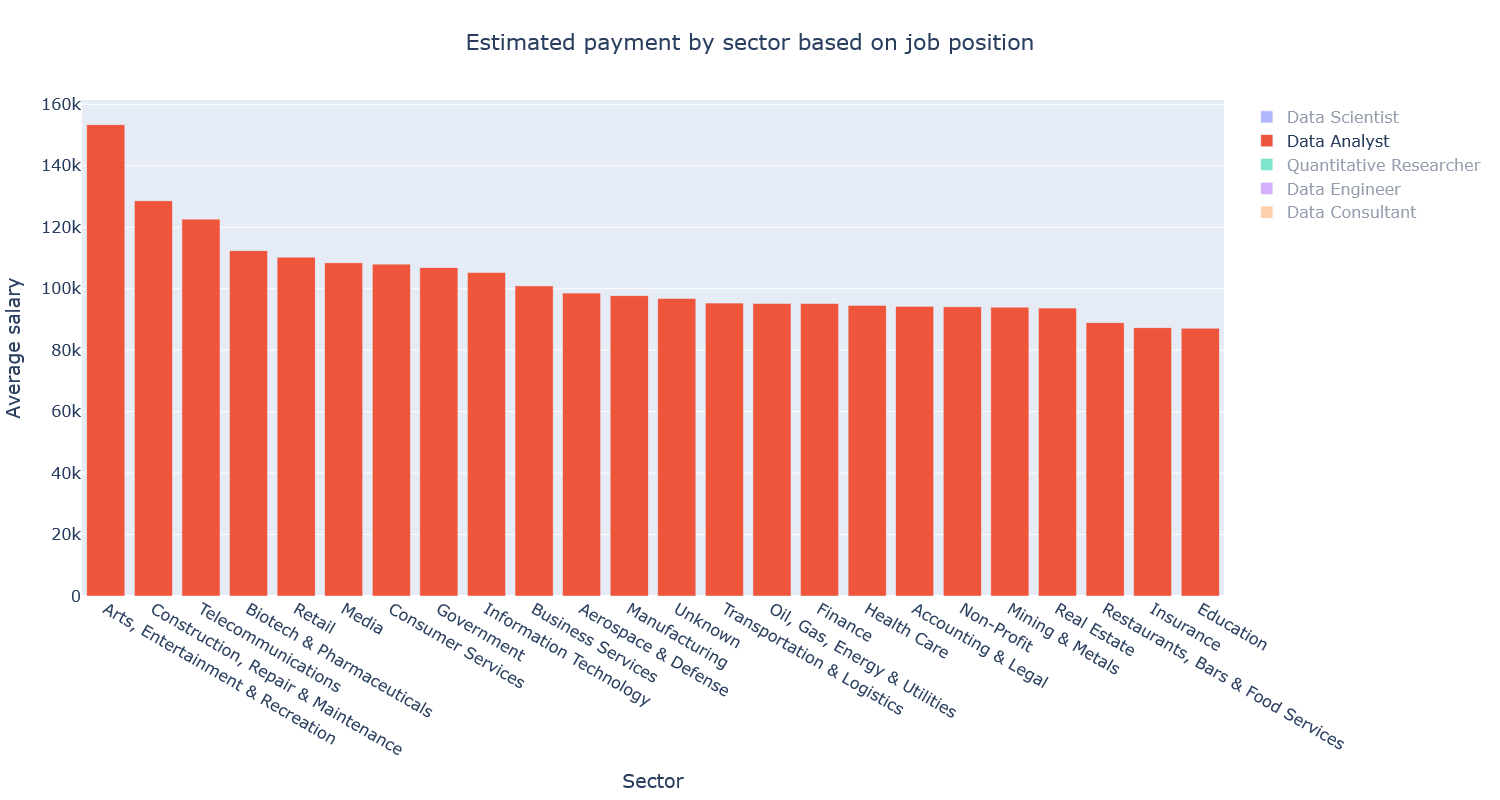 Estimated payment by sector based on job position
160k
140k
120k
100k
80k
60k
40k
20k
0
Average salary
Arts, Entertainment & Recreation
Construction, Repair & Maintenance
Telecommunications
Biotech & Pharmaceuticals
Retail
Media
Consumer Services
Government
Information Technology
Business Services
Aerospace & Defense
Manufacturing
Unknown
Transportation & Logistics
Oil, Gas, Energy & Utilities
Finance
Health Care
Accounting & Legal
Non-Profit
Mining & Metals
Real Estate
Restaurants, Bars & Food Services
Insurance
Education
Sector
Data Scientist
Data Analyst
Quantitative Researcher
Data Engineer
Data Consultant